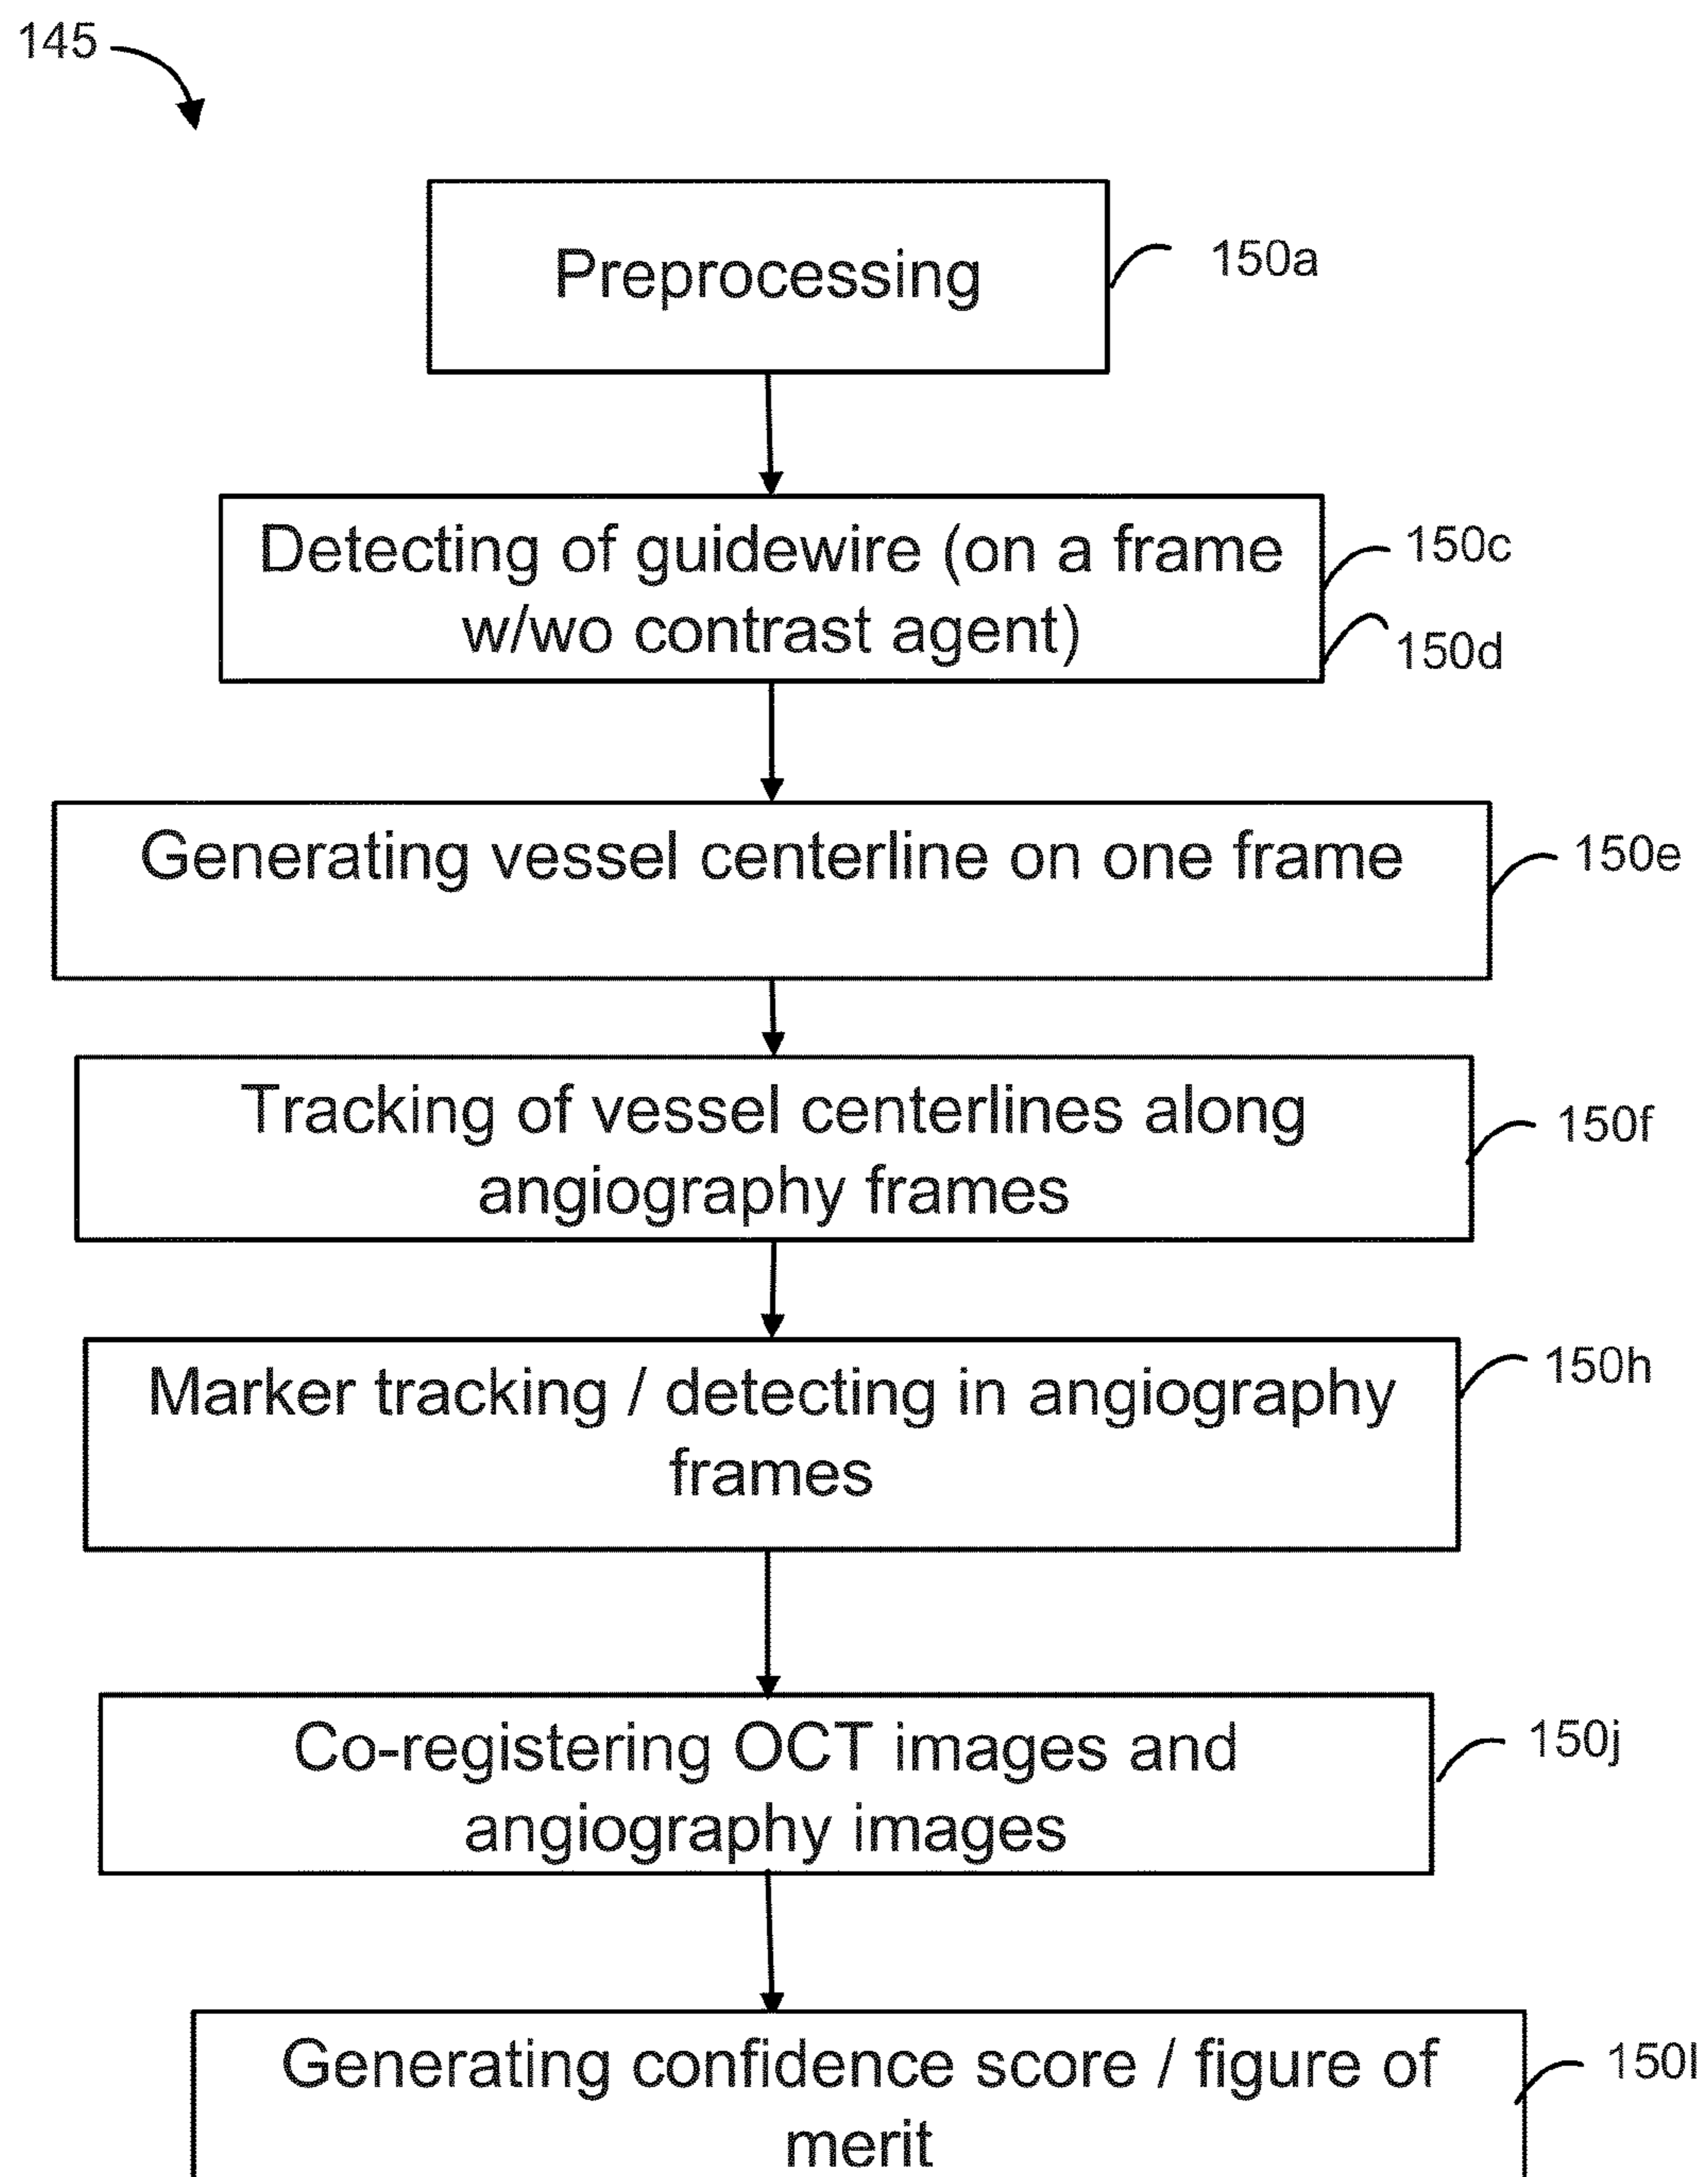 145
Preprocessing
150a
Detecting of guidewire (on a frame
w/wo contrast agent)
150c
150d
Generating vessel centerline on one frame
150e
Tracking of vessel centerlines along
angiography frames
150f
Marker tracking / detecting in angiography
frames
150h
Co-registering OCT images and
angiography images
150j
Generating confidence score / figure of
merit
150l